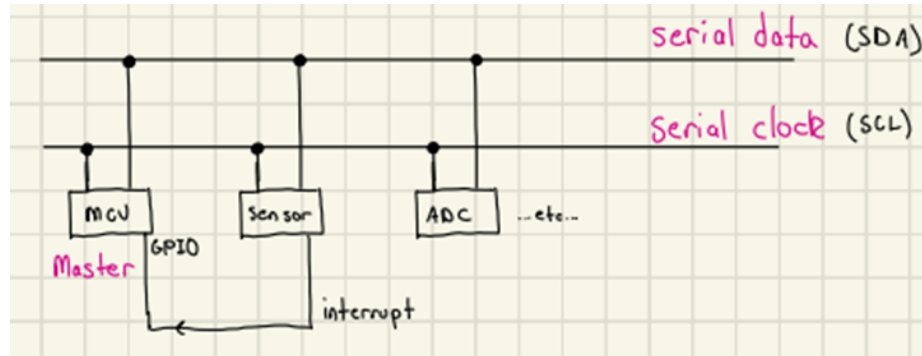 serial data (SDA)
serial clock (SCL)
MCU
Sensor
ADC
...etc...
GPIO
Master
interrupt